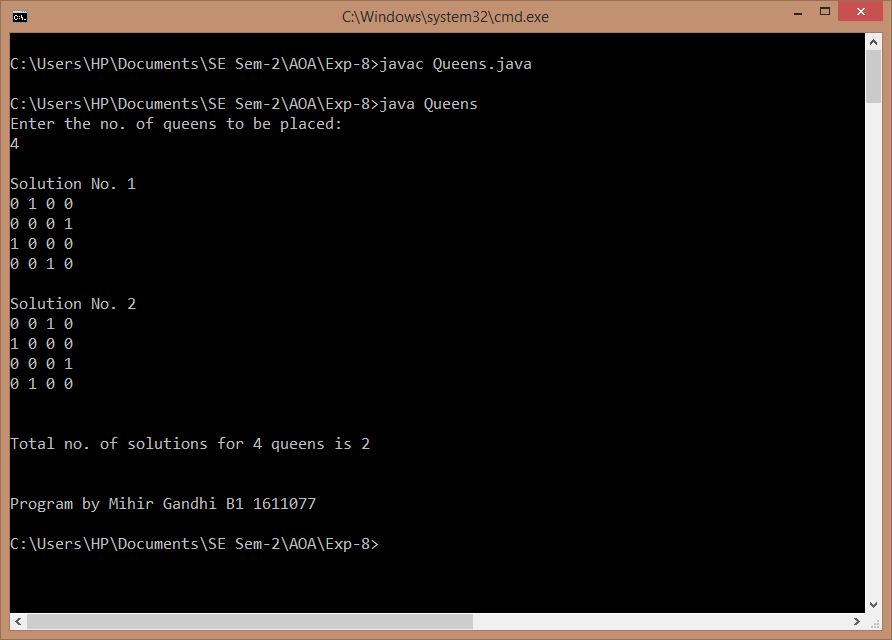 C:\Windows\system32\cmd.exe
C:\Users\HP\Documents\SE Sem-2\AOA\Exp-8>javac Queens.java
C:\Users\HP\Documents\SE Sem-2\AOA\Exp-8>java Queens
Enter the no. of queens to be placed:
4
Solution No. 1
0 1 0 0
0 0 0 1
1 0 0 0
0 0 1 0
Solution No. 2
0 0 1 0
1 0 0 0
0 0 0 1
0 1 0 0
Total no. of solutions for 4 queens is 2
Program by Mihir Gandhi B1 1611077
C:\Users\HP\Documents\SE Sem-2\AOA\Exp-8>